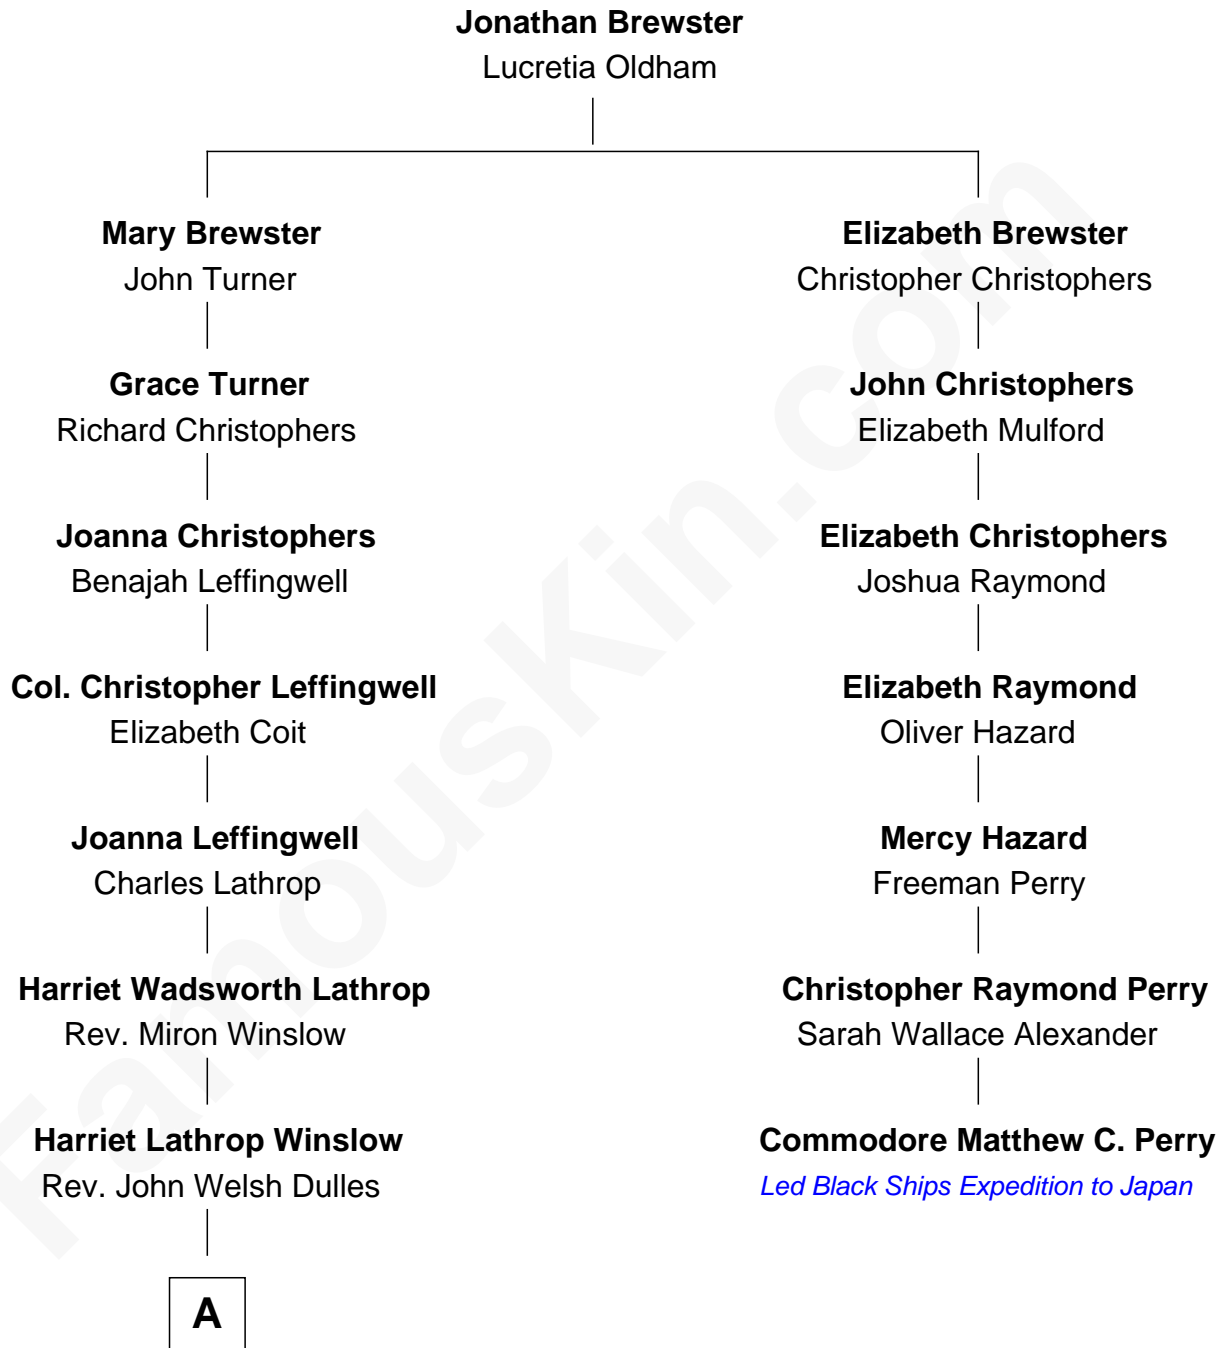 Jonathan Brewster
Lucretia Oldham
Mary Brewster
John Turner
Elizabeth Brewster
Christopher Christophers
Grace Turner
Richard Christophers
John Christophers
Elizabeth Mulford
Joanna Christophers
Benajah Leffingwell
Elizabeth Christophers
Joshua Raymond
Col. Christopher Leffingwell
Elizabeth Coit
Elizabeth Raymond
Oliver Hazard
Joanna Leffingwell
Charles Lathrop
Mercy Hazard
Freeman Perry
Harriet Wadsworth Lathrop
Rev. Miron Winslow
Christopher Raymond Perry
Sarah Wallace Alexander
Harriet Lathrop Winslow
Rev. John Welsh Dulles
Commodore Matthew C. Perry
Led Black Ships Expedition to Japan
A
FamousKin.com